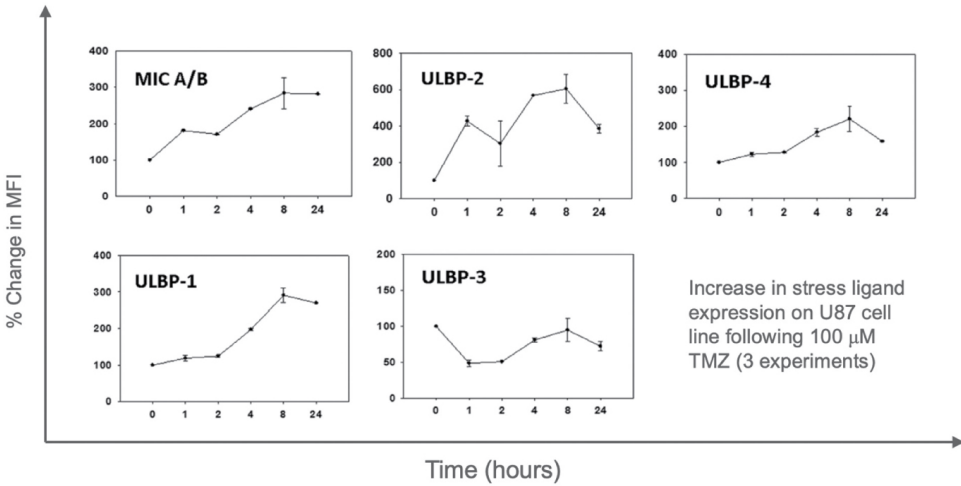 % Change in MFI
MIC A/B
400
300
200
100
0
0 1 2 4 8 24
ULBP-2
800
600
400
200
0
0 1 2 4 8 24
ULBP-4
400
300
200
100
0
0 1 2 4 8 24
ULBP-1
400
300
200
100
0
0 1 2 4 8 24
ULBP-3
200
150
100
50
0
0 1 2 4 8 24
Increase in stress ligand
expression on U87 cell
line following 100 μM
TMZ (3 experiments)
Time (hours)